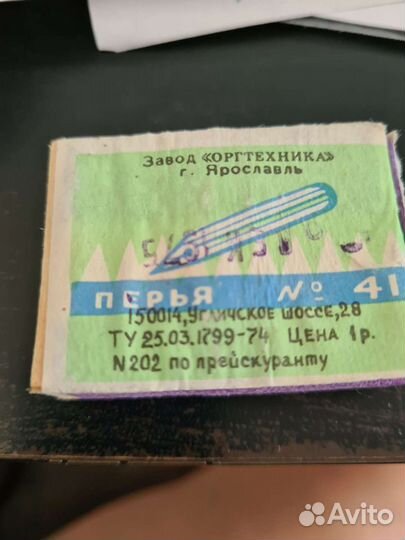 Завод «ОРГТЕХНИКА»
г. Ярославль
ПЕРЬЯ № 41
150014, Угличское шоссе, 28
ТУ 25.03.1799-74 ЦЕНА 1р.
N202 по прейскуранту
Avito